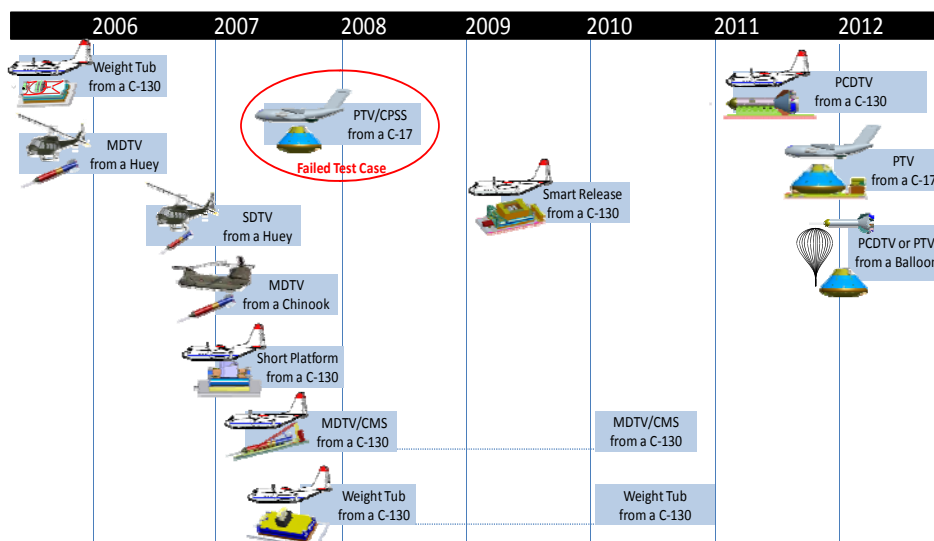 2006 2007 2008 2009 2010 2011 2012
Weight Tub
from a C-130
MDTV
from a Huey
SDTV
from a Huey
MDTV
from a Chinook
Short Platform
from a C-130
MDTV/CMS
from a C-130
Weight Tub
from a C-130
PTV/CPSS
from a C-17
Failed Test Case
Smart Release
from a C-130
MDTV/CMS
from a C-130
Weight Tub
from a C-130
PCDTV
from a C-130
PTV
from a C-17
PCDTV or PTV
from a Balloon